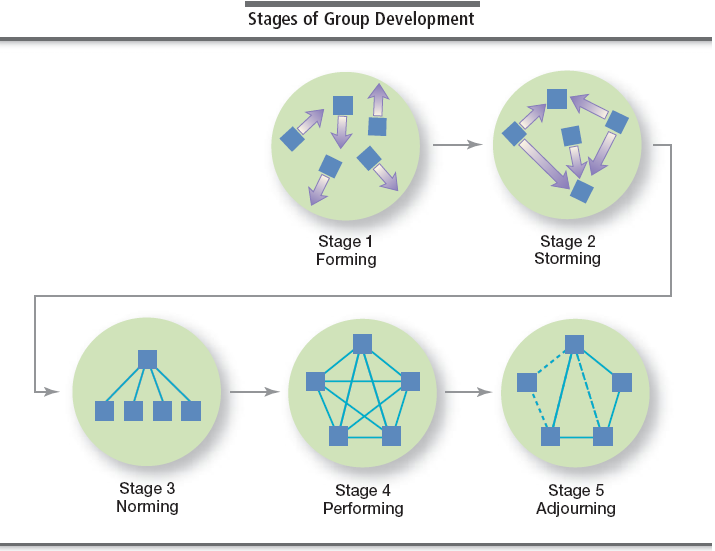 Stages of Group Development
Stage 1
Forming
Stage 2
Storming
Stage 3
Norming
Stage 4
Performing
Stage 5
Adjourning